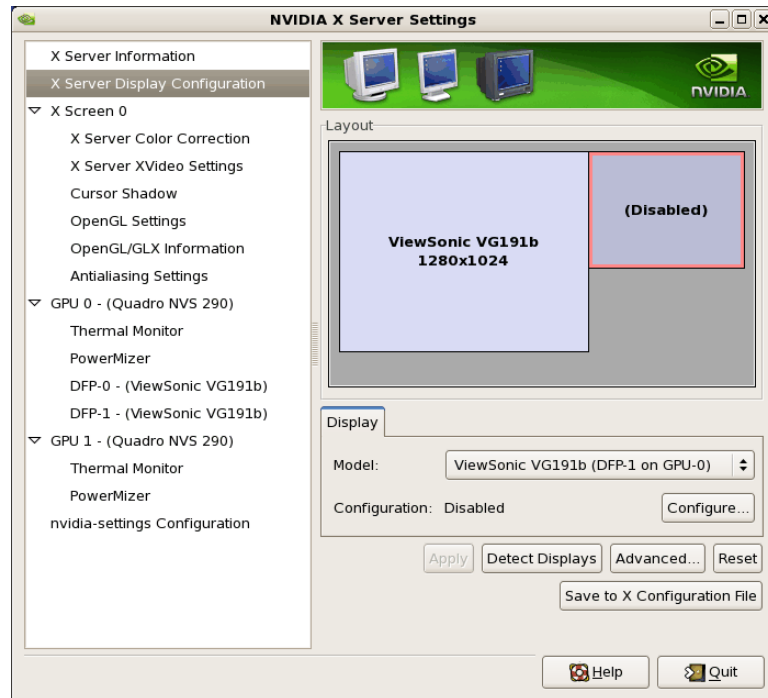 NVIDIA X Server Settings
X Server Information
X Server Display Configuration
X Screen 0
X Server Color Correction
X Server XVideo Settings
Cursor Shadow
OpenGL Settings
OpenGL/GLX Information
Antialiasing Settings
GPU 0 - (Quadro NVS 290)
Thermal Monitor
PowerMizer
DFP-0 - (ViewSonic VG191b)
DFP-1 - (ViewSonic VG191b)
GPU 1 - (Quadro NVS 290)
Thermal Monitor
PowerMizer
nvidia-settings Configuration
NVIDIA
Layout
ViewSonic VG191b
1280x1024
(Disabled)
Display
Model: ViewSonic VG191b (DFP-1 on GPU-0)
Configuration: Disabled Configure...
Apply Detect Displays Advanced... Reset
Save to X Configuration File
Help Quit